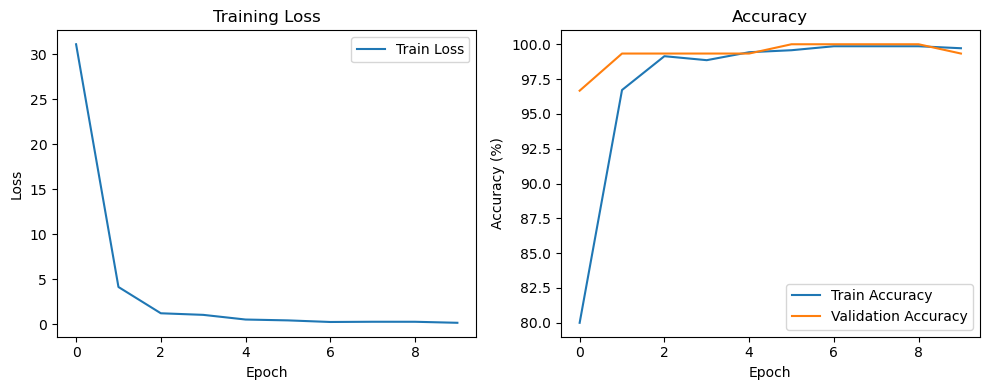 Training Loss
Train Loss
30
25
20
15
10
5
0
Loss
0 2 4 6 8
Epoch
Accuracy
100.0
97.5
95.0
92.5
90.0
87.5
85.0
82.5
80.0
Accuracy (%)
Train Accuracy
Validation Accuracy
0 2 4 6 8
Epoch